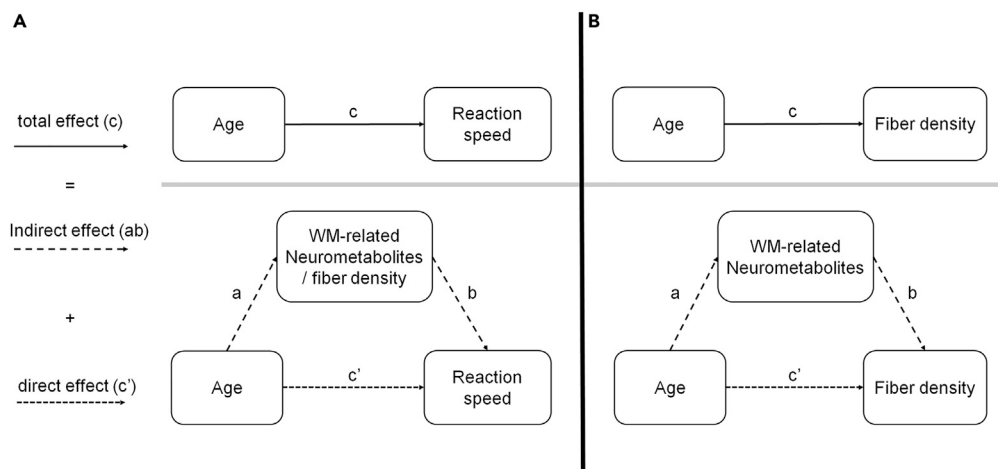 A
total effect (c)
=
Indirect effect (ab)
+
direct effect (c')
Age
c
Reaction
speed
WM-related
Neurometabolites
/ fiber density
a
b
Age
c'
Reaction
speed
B
Age
c
Fiber density
WM-related
Neurometabolites
a
b
Age
c'
Fiber density